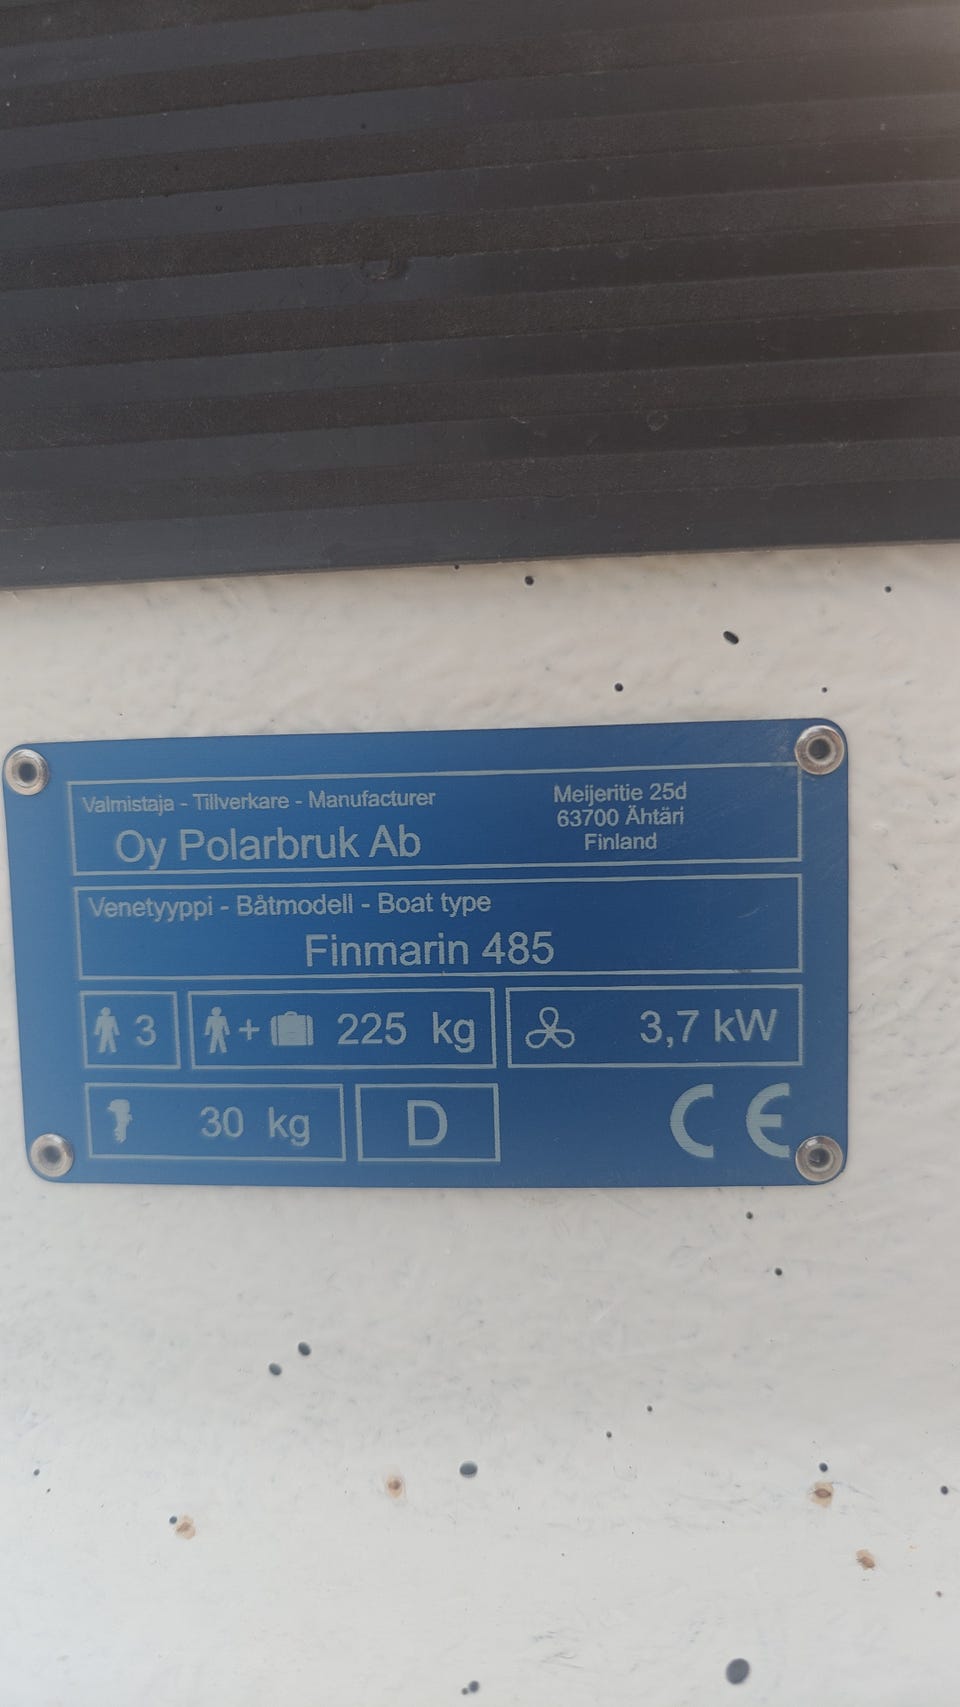 Valmistaja - Tillverkare - Manufacturer
Oy Polarbruk Ab
Meijeritie 25d
63700 Ähtäri
Finland
Venetyyppi - Båtmodell - Boat type
Finmarin 485
3
+ 225 kg
3,7 kW
30 kg
D
CE